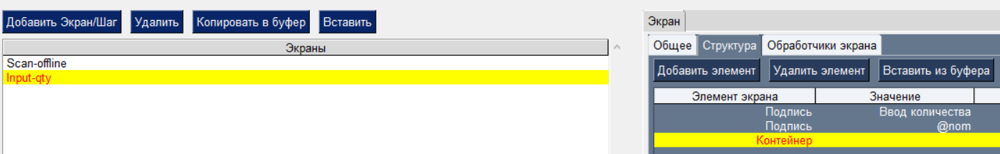 Добавить Экран/Шаг Удалить Копировать в буфер Вставить
Экраны
Scan-offline
Input-qty
Экран
Общее Структура Обработчики экрана
Добавить элемент Удалить элемент Вставить из буфера
Элемент экрана Значение
Подпись Ввод количества
Подпись @nom
Контейнер